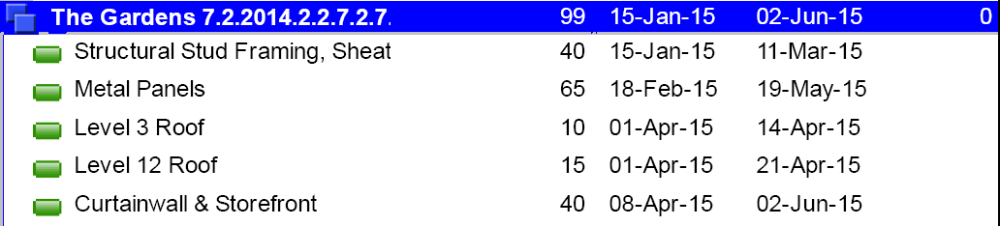 The Gardens 7.2.2014.2.2.7.2.7. 99 15-Jan-15 02-Jun-15 0
Structural Stud Framing, Sheat 40 15-Jan-15 11-Mar-15
Metal Panels 65 18-Feb-15 19-May-15
Level 3 Roof 10 01-Apr-15 14-Apr-15
Level 12 Roof 15 01-Apr-15 21-Apr-15
Curtainwall & Storefront 40 08-Apr-15 02-Jun-15